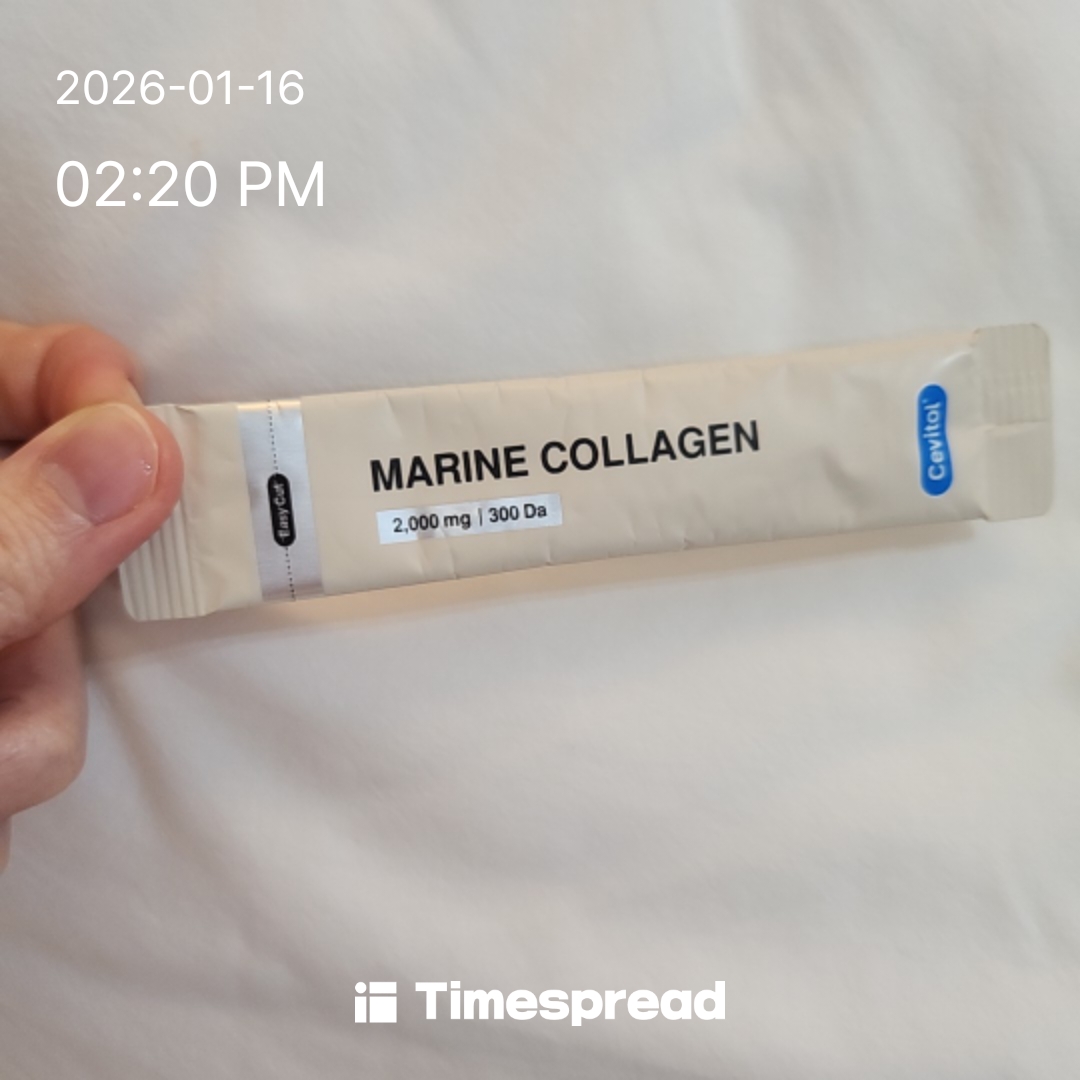 2026-01-16
02:20 PM
MARINE COLLAGEN
2,000 mg | 300 Da
Easy Cut
Cevitol
Timespread